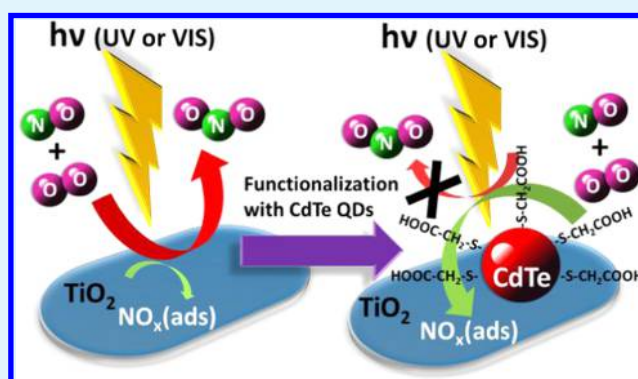 hν (UV or VIS)
N O
+
O O
O N O
TiO₂
NOₓ(ads)
Functionalization
with CdTe QDs
hν (UV or VIS)
O N O
N O
+
O O
-S-CH₂COOH
HOOC-CH₂-S-
-S-CH₂COOH
HOOC-CH₂-S-
CdTe
-S-CH₂COOH
TiO₂
NOₓ(ads)